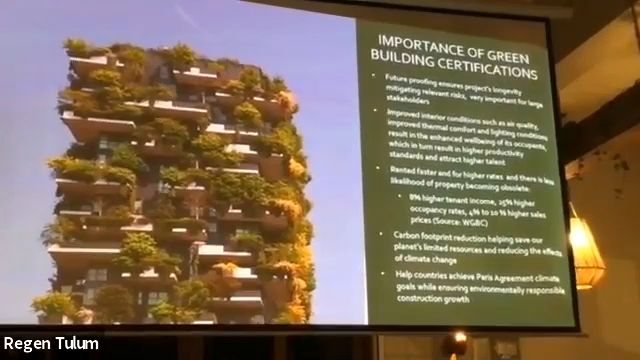 IMPORTANCE OF GREEN
BUILDING CERTIFICATIONS
• Future proofing ensures project's longevity
mitigating relevant risks, very important for large
stakeholders
• Improved interior conditions such as air quality,
improved thermal comfort and lighting conditions,
result in the enhanced wellbeing of its occupants,
which in turn result in higher productivity
standards and attract higher talent
• Rented faster and for higher rates and there is less
likelihood of property becoming obsolete:
• 8% higher tenant income, 25% higher
occupancy rates, 4% to 10 % higher sales
prices (Source: WGBC)
• Carbon footprint reduction helping save our
planet's limited resources and reducing the effects
of climate change
• Help countries achieve Paris Agreement climate
goals while ensuring environmentally responsible
construction growth
Regen Tulum